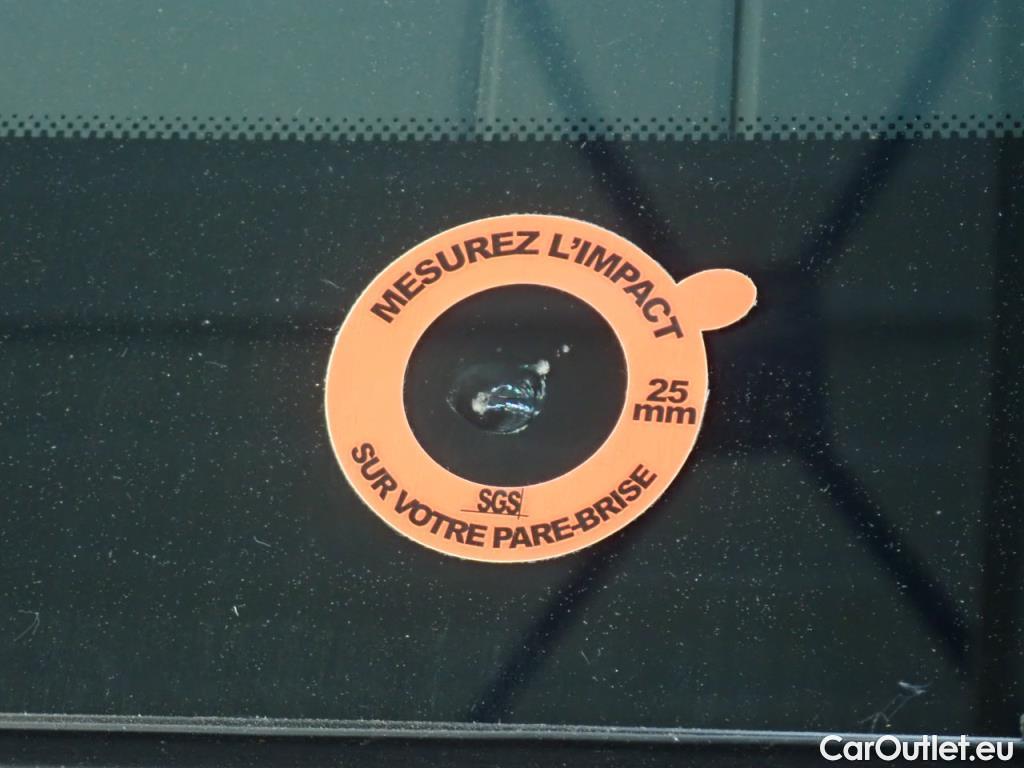 MESUREZ L'IMPACT
25
mm
SGS
SUR VOTRE PARE-BRISE
CarOutlet.eu